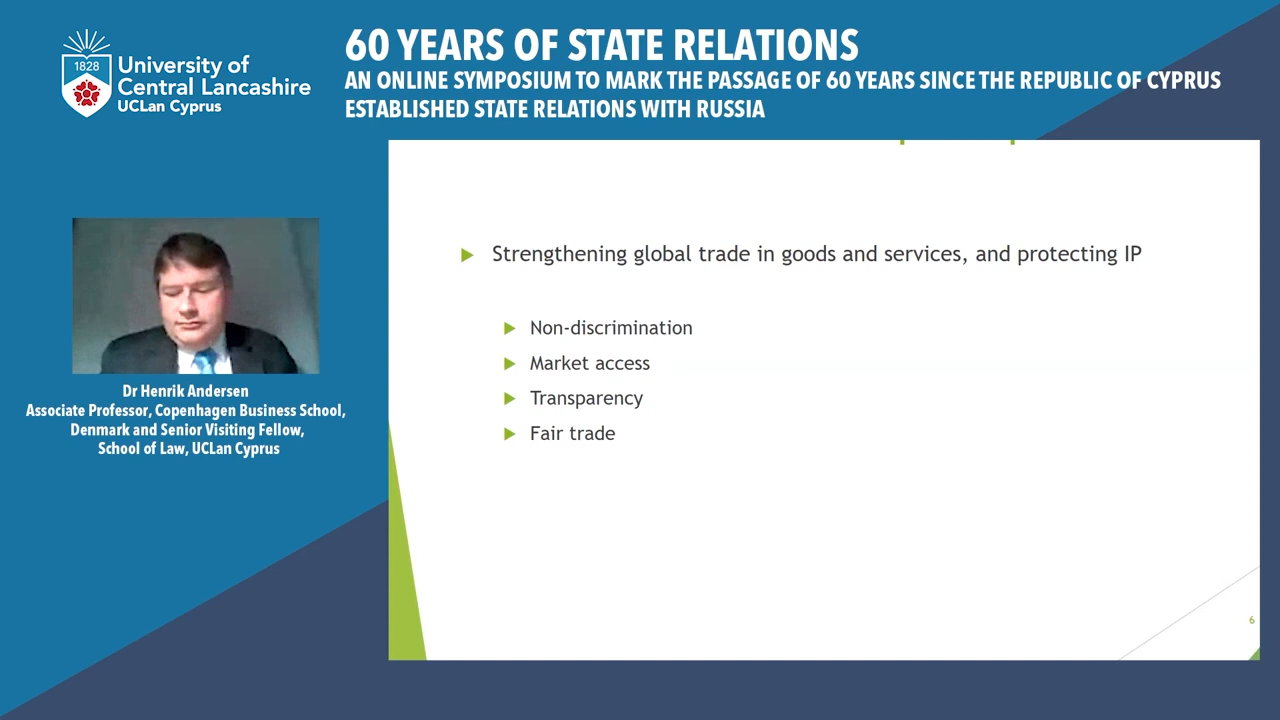 1828
University of
Central Lancashire
UCLan Cyprus
60 YEARS OF STATE RELATIONS
AN ONLINE SYMPOSIUM TO MARK THE PASSAGE OF 60 YEARS SINCE THE REPUBLIC OF CYPRUS
ESTABLISHED STATE RELATIONS WITH RUSSIA
Dr Henrik Andersen
Associate Professor, Copenhagen Business School,
Denmark and Senior Visiting Fellow,
School of Law, UCLan Cyprus
Strengthening global trade in goods and services, and protecting IP
Non-discrimination
Market access
Transparency
Fair trade
6